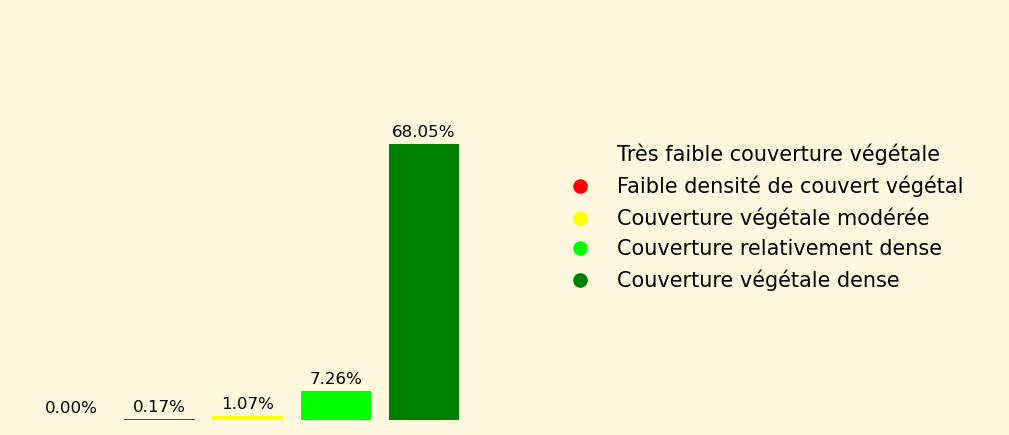 68.05%
7.26%
1.07%
0.17%
0.00%
Très faible couverture végétale
Faible densité de couvert végétal
Couverture végétale modérée
Couverture relativement dense
Couverture végétale dense